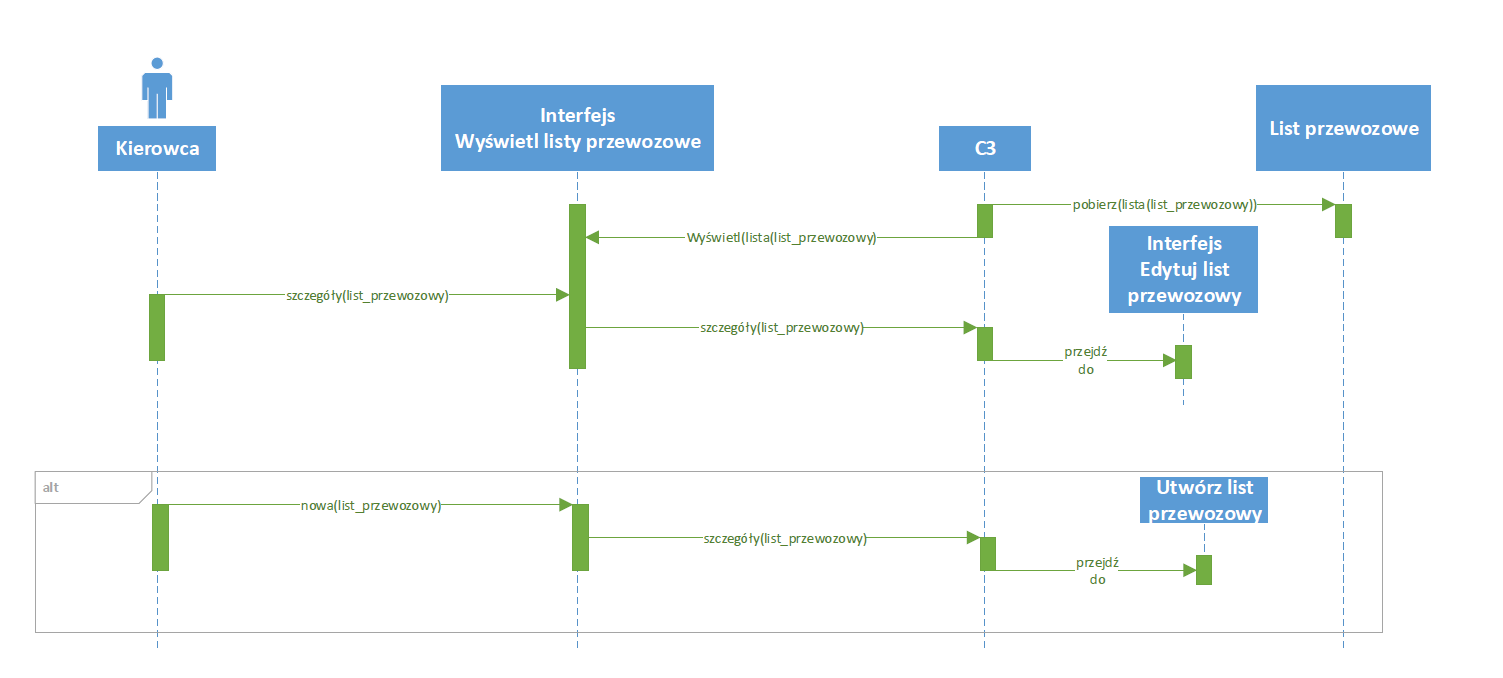 Kierowca
Interfejs
Wyświetl listy przewozowe
C3
List przewozowe
pobierz(lista(list_przewozowy))
Wyświetl(lista(list_przewozowy)
Interfejs
Edytuj list
przewozowy
szczegóły(list_przewozowy)
szczegóły(list_przewozowy)
przejdź
do
alt
Utwórz list
przewozowy
nowa(list_przewozowy)
szczegóły(list_przewozowy)
przejdź
do